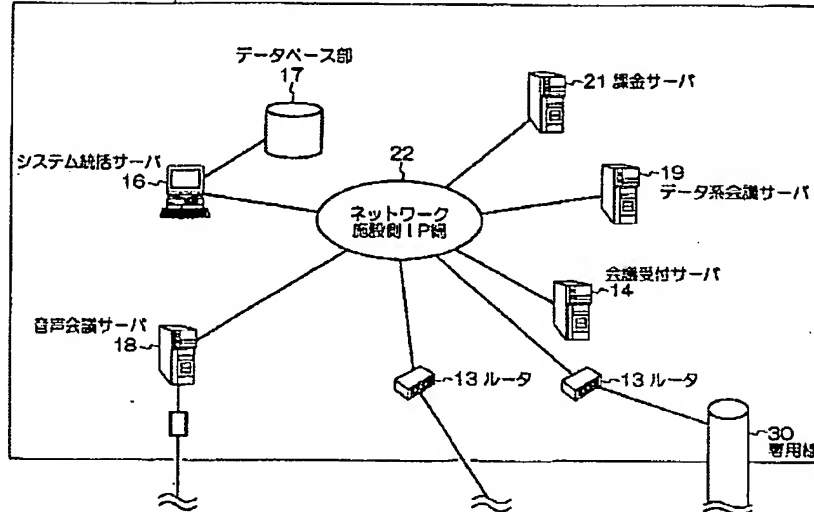 データベース部
17
21 課金サーバ
システム統括サーバ
16
22
19
データ系会議サーバ
ネットワーク
施設側IP網
会議受付サーバ
14
音声会議サーバ
18
13 ルータ
13 ルータ
30
専用線